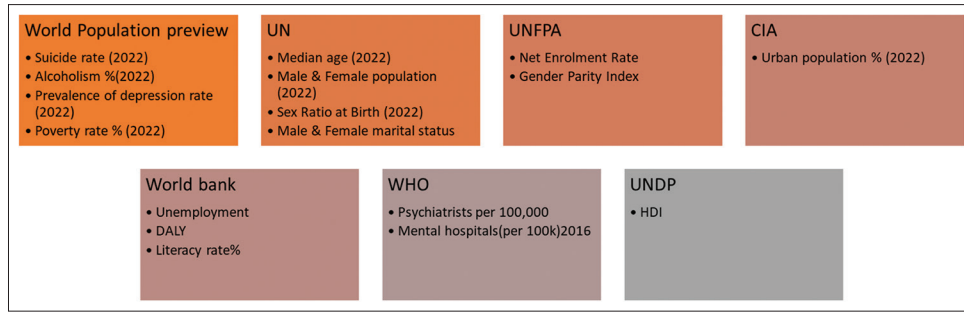 World Population preview
• Suicide rate (2022)
• Alcoholism %(2022)
• Prevalence of depression rate
(2022)
• Poverty rate % (2022)
UN
• Median age (2022)
• Male & Female population
(2022)
• Sex Ratio at Birth (2022)
• Male & Female marital status
UNFPA
• Net Enrolment Rate
• Gender Parity Index
CIA
• Urban population % (2022)
World bank
• Unemployment
• DALY
• Literacy rate%
WHO
• Psychiatrists per 100,000
• Mental hospitals(per 100k)2016
UNDP
• HDI